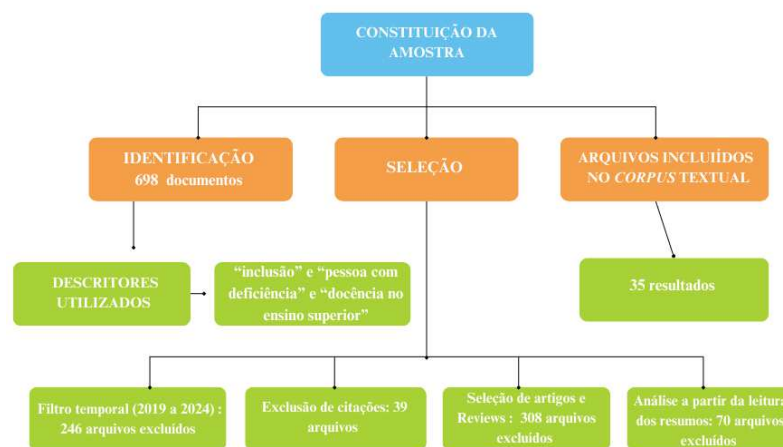 CONSTITUIÇÃO DA
AMOSTRA
IDENTIFICAÇÃO
698 documentos
SELEÇÃO
ARQUIVOS INCLUIÍDOS
NO CORPUS TEXTUAL
DESCRITORES
UTILIZADOS
“inclusão” e “pessoa com
deficiência” e “docência no
ensino superior”
35 resultados
Filtro temporal (2019 a 2024) :
246 arquivos excluídos
Exclusão de citações: 39
arquivos
Seleção de artigos e
Reviews : 308 arquivos
excluídos
Análise a partir da leitura
dos resumos: 70 arquivos
excluídos